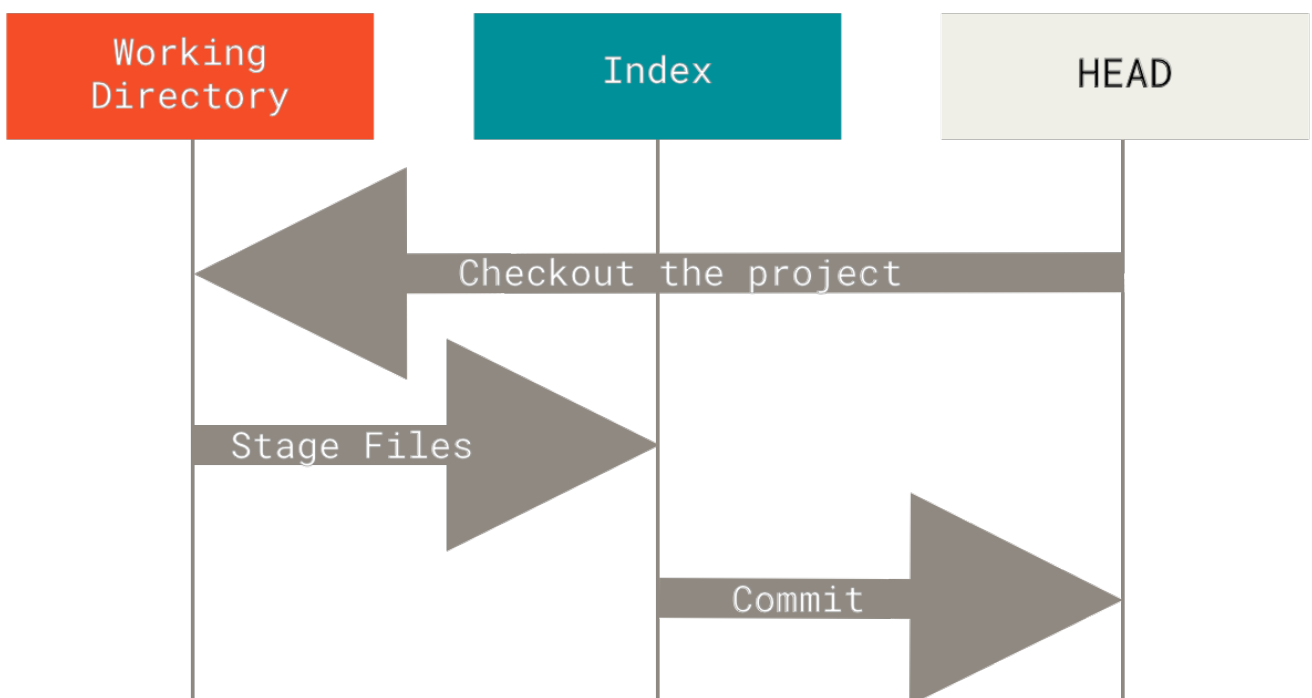 Working
Directory
Index
HEAD
Checkout the project
Stage Files
Commit